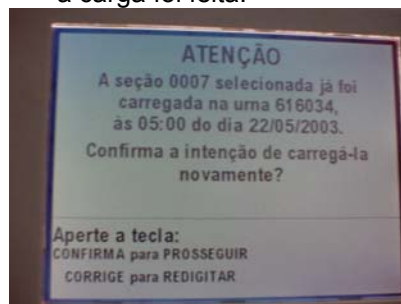 a carga foi feita.
ATENÇÃO
A seção 0007 selecionada já foi
carregada na urna 616034,
às 05:00 do dia 22/05/2003.
Confirma a intenção de carregá-la
novamente?
Aperte a tecla:
CONFIRMA para PROSSEGUIR
CORRIGE para REDIGITAR